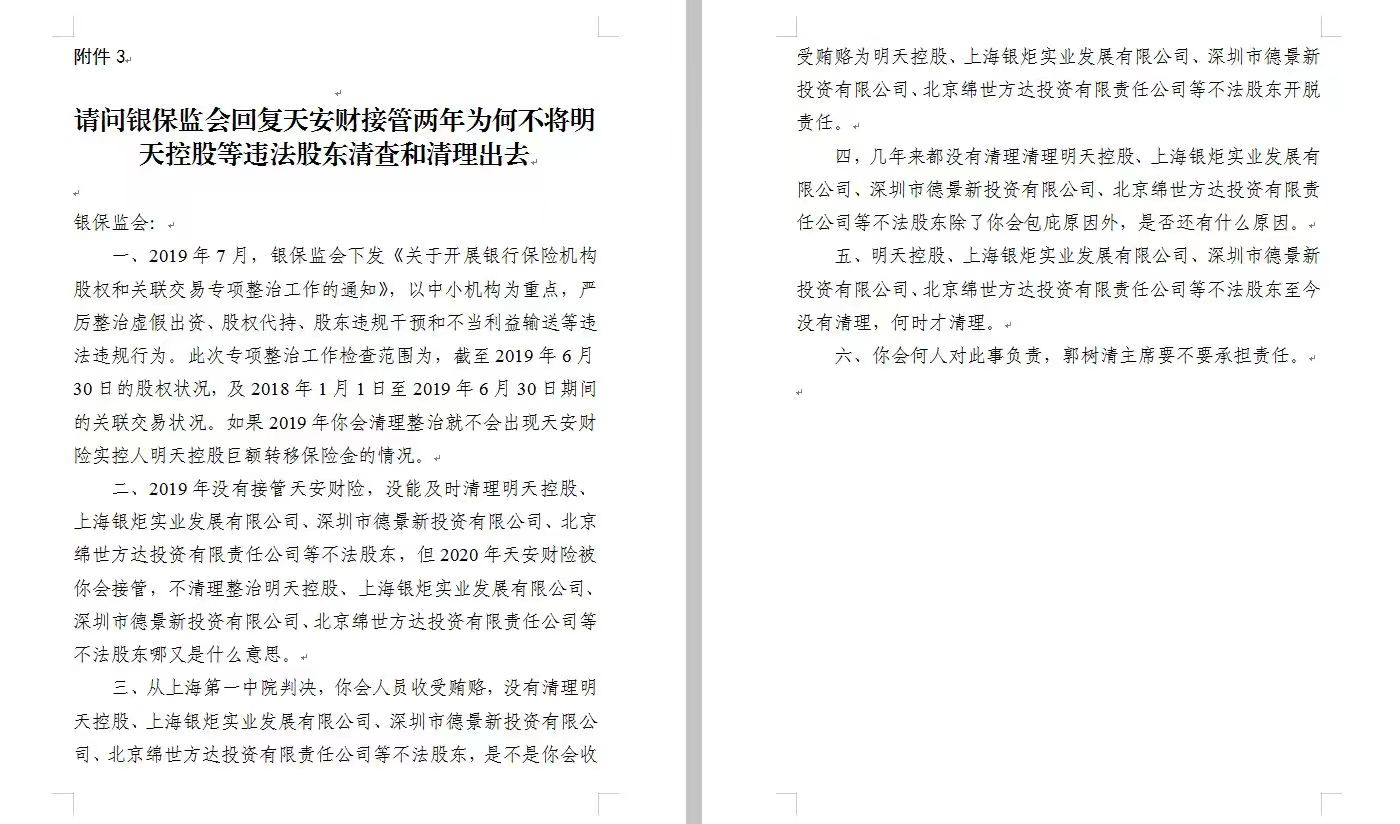 附件 3
请问银保监会回复天安财接管两年为何不将明
天控股等违法股东清查和清理出去
银保监会：
一、2019 年 7 月，银保监会下发《关于开展银行保险机构
股权和关联交易专项整治工作的通知》，以中小机构为重点，严
厉整治虚假出资、股权代持、股东违规干预和不当利益输送等违
法违规行为。此次专项整治工作检查范围为，截至 2019 年 6 月
30 日的股权状况，及 2018 年 1 月 1 日至 2019 年 6 月 30 日期间
的关联交易状况。如果 2019 年你会清理整治就不会出现天安财
险实控人明天控股巨额转移保险金的情况。
二、2019 年没有接管天安财险，没能及时清理明天控股、
上海银炬实业发展有限公司、深圳市德景新投资有限公司、北京
绵世方达投资有限责任公司等不法股东，但 2020 年天安财险被
你会接管，不清理整治明天控股、上海银炬实业发展有限公司、
深圳市德景新投资有限公司、北京绵世方达投资有限责任公司等
不法股东哪又是什么意思。
三、从上海第一中院判决，你会人员收受贿赂，没有清理明
天控股、上海银炬实业发展有限公司、深圳市德景新投资有限公
司、北京绵世方达投资有限责任公司等不法股东，是不是你会收
受贿赂为明天控股、上海银炬实业发展有限公司、深圳市德景新
投资有限公司、北京绵世方达投资有限责任公司等不法股东开脱
责任。
四，几年来都没有清理清理明天控股、上海银炬实业发展有
限公司、深圳市德景新投资有限公司、北京绵世方达投资有限责
任公司等不法股东除了你会包庇原因外，是否还有什么原因。
五、明天控股、上海银炬实业发展有限公司、深圳市德景新
投资有限公司、北京绵世方达投资有限责任公司等不法股东至今
没有清理，何时才清理。
六、你会何人对此事负责，郭树清主席要不要承担责任。